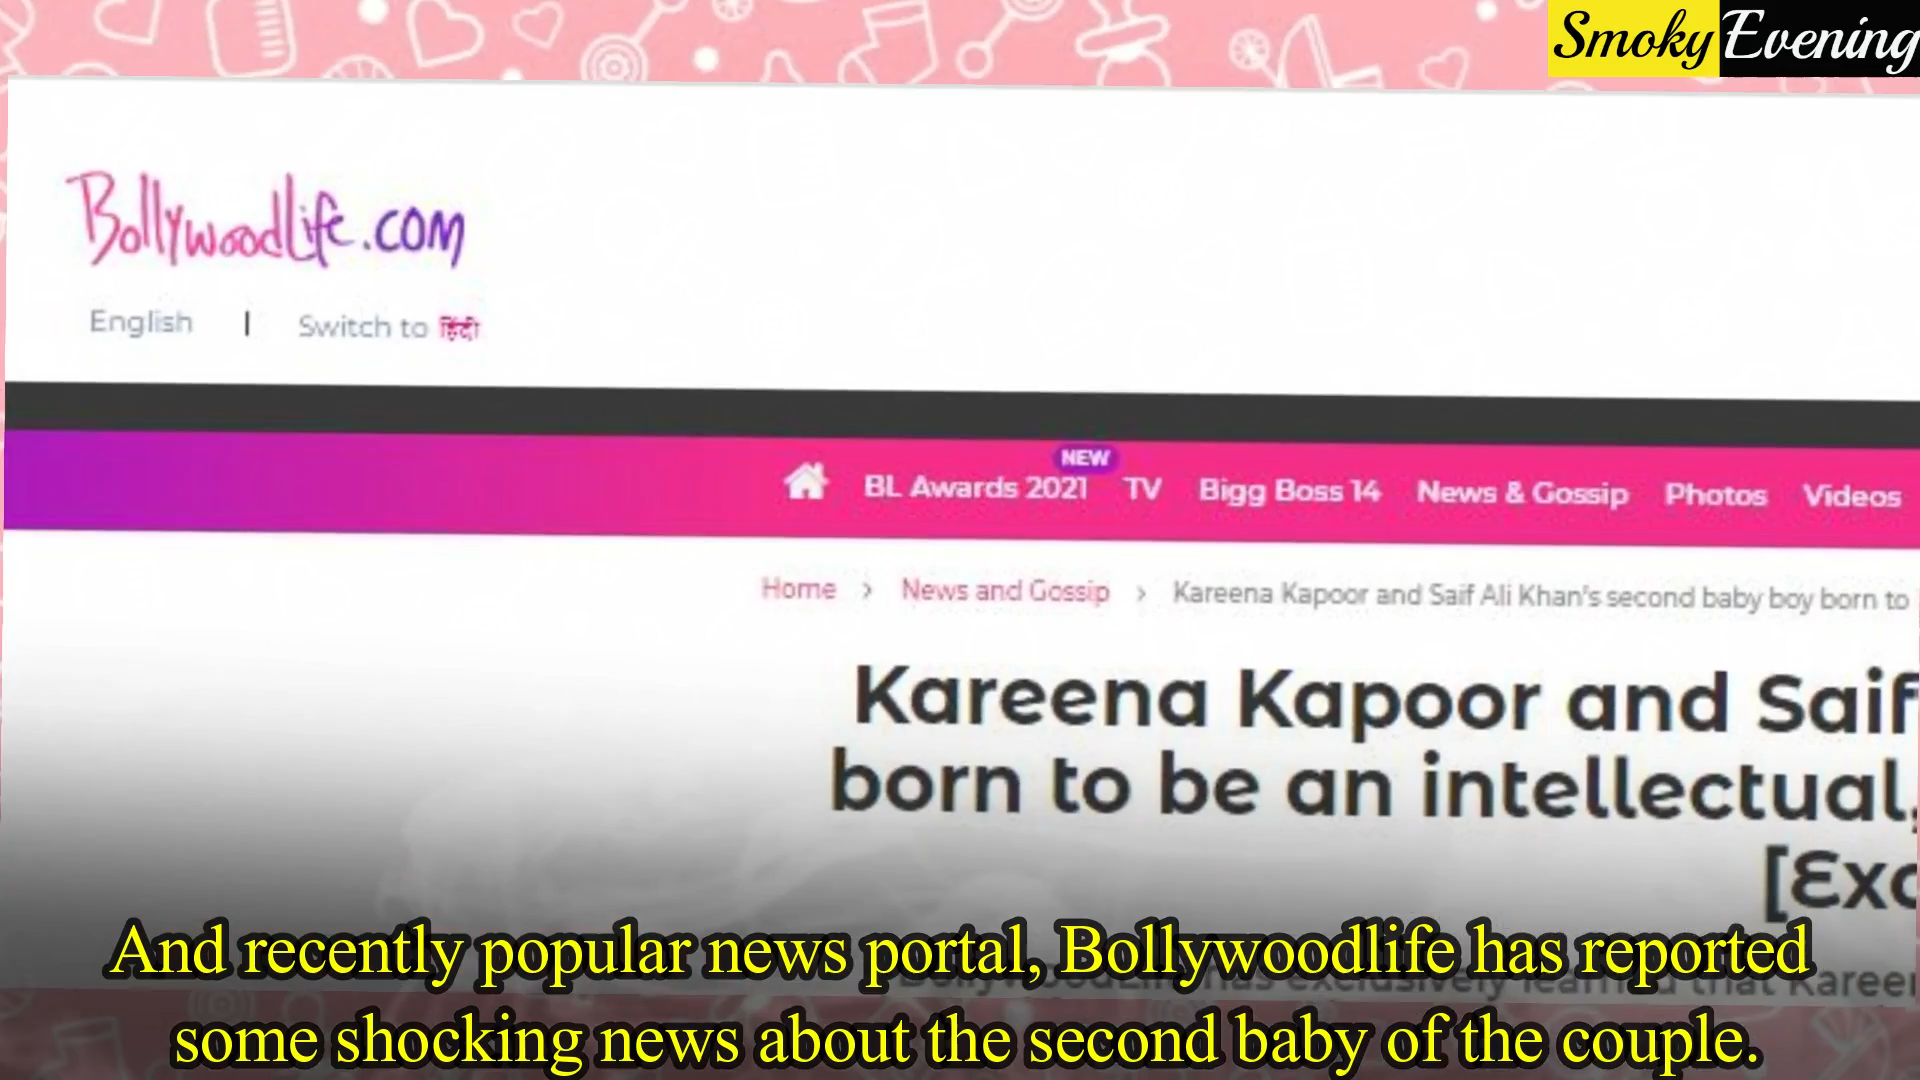 Smoky Evening
Bollywoodlife.com
English | Switch to हिंदी
NEW
BL Awards 2021 TV Bigg Boss 14 News & Gossip Photos Videos
Home > News and Gossip > Kareena Kapoor and Saif Ali Khan's second baby boy born to
Kareena Kapoor and Saif
born to be an intellectual,
[Exc
And recently popular news portal, Bollywoodlife has reported
some shocking news about the second baby of the couple.